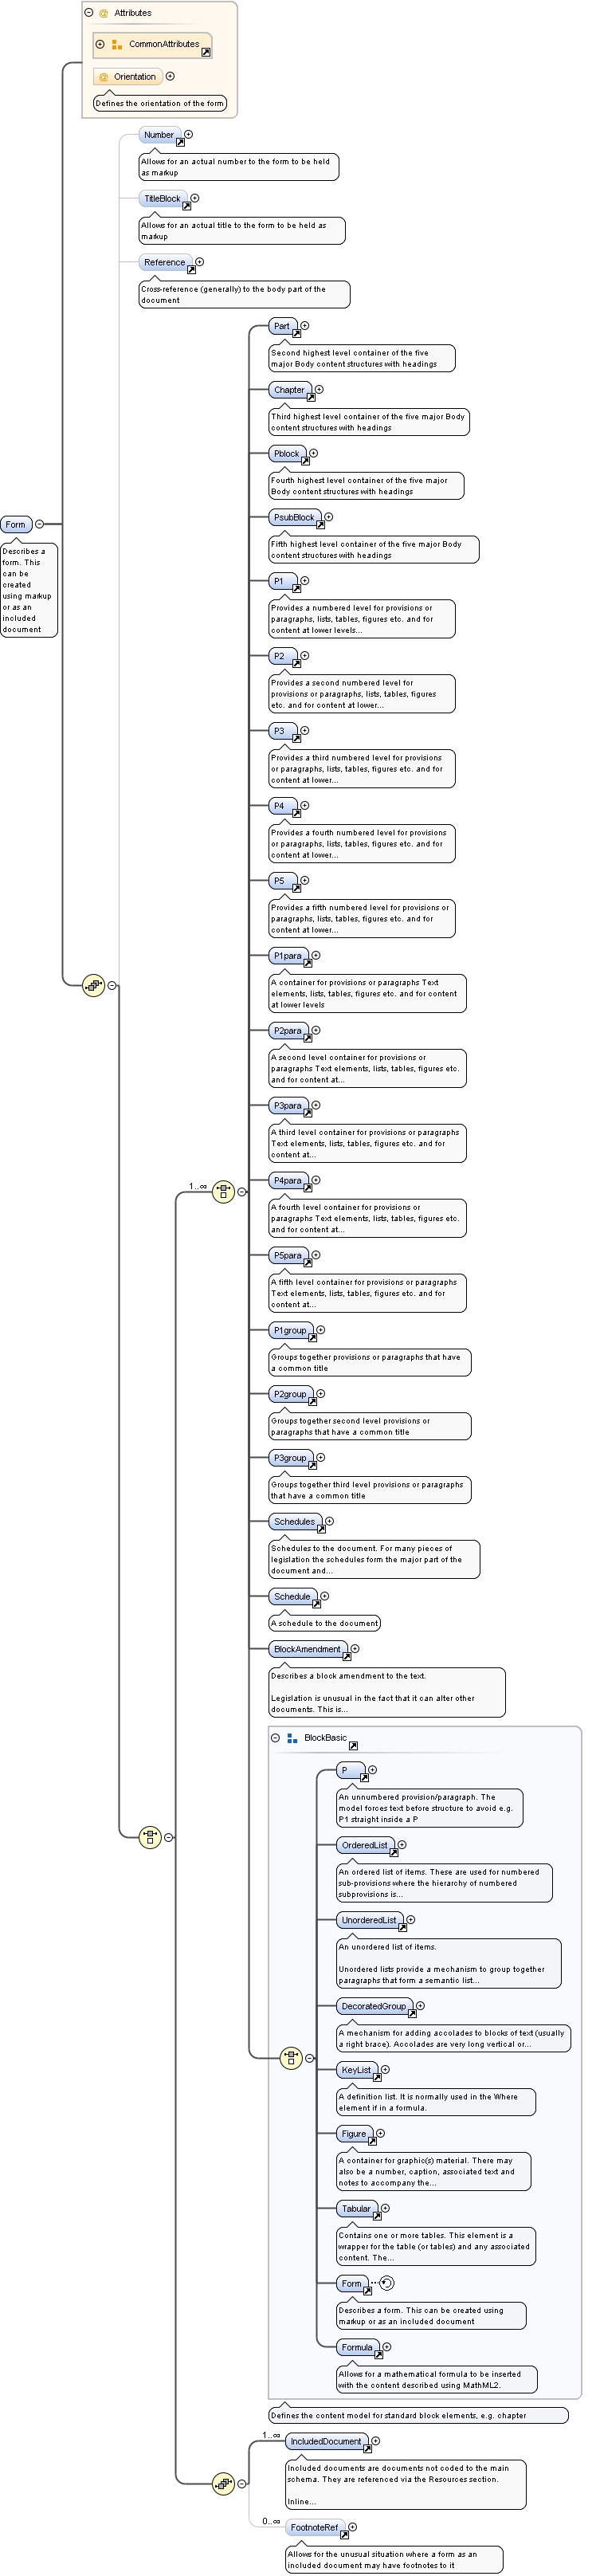 @ Attributes
CommonAttributes
@ Orientation
Defines the orientation of the form
Number
Allows for an actual number to the form to be held
as markup
TitleBlock
Allows for an actual title to the form to be held as
markup
Reference
Cross-reference (generally) to the body part of the
document
Part
Second highest level container of the five
major Body content structures with headings
Chapter
Third highest level container of the five major Body
content structures with headings
Pblock
Fourth highest level container of the five major
Body content structures with headings
PsubBlock
Fifth highest level container of the five major Body
content structures with headings
Form
Describes a
form. This
can be
created
using markup
or as an
included
document
P1
Provides a numbered level for provisions or
paragraphs, lists, tables, figures etc. and for
content at lower levels...
P2
Provides a second numbered level for
provisions or paragraphs, lists, tables, figures
etc. and for content at lower...
P3
Provides a third numbered level for provisions
or paragraphs, lists, tables, figures etc. and for
content at lower...
P4
Provides a fourth numbered level for provisions
or paragraphs, lists, tables, figures etc. and for
content at lower...
P5
Provides a fifth numbered level for provisions or
paragraphs, lists, tables, figures etc. and for
content at lower...
P1para
A container for provisions or paragraphs Text
elements, lists, tables, figures etc. and for content
at lower levels
P2para
A second level container for provisions or
paragraphs Text elements, lists, tables, figures etc.
and for content at...
P3para
A third level container for provisions or paragraphs
Text elements, lists, tables, figures etc. and for
content at...
1..∞
P4para
A fourth level container for provisions or
paragraphs Text elements, lists, tables, figures etc.
and for content at...
P5para
A fifth level container for provisions or paragraphs
Text elements, lists, tables, figures etc. and for
content at...
P1group
Groups together provisions or paragraphs that have
a common title
P2group
Groups together second level provisions or
paragraphs that have a common title
P3group
Groups together third level provisions or paragraphs
that have a common title
Schedules
Schedules to the document. For many pieces of
legislation the schedules form the major part of the
document and...
Schedule
A schedule to the document
BlockAmendment
Describes a block amendment to the text.
Legislation is unusual in the fact that it can alter other
documents. This is...
BlockBasic
P
An unnumbered provision/paragraph. The
model forces text before structure to avoid e.g.
P1 straight inside a P
OrderedList
An ordered list of items. These are used for numbered
sub-provisions where the hierarchy of numbered
subprovisions is...
UnorderedList
An unordered list of items.
Unordered lists provide a mechanism to group together
paragraphs that form a semantic list...
DecoratedGroup
A mechanism for adding accolades to blocks of text (usually
a right brace). Accolades are very long vertical or...
KeyList
A definition list. It is normally used in the Where
element if in a formula.
Figure
A container for graphic(s) material. There may
also be a number, caption, associated text and
notes to accompany the...
Tabular
Contains one or more tables. This element is a
wrapper for the table (or tables) and any associated
content. The...
Form
Describes a form. This can be created using
markup or as an included document
Formula
Allows for a mathematical formula to be inserted
with the content described using MathML2.
Defines the content model for standard block elements, e.g. chapter
1..∞
IncludedDocument
Included documents are documents not coded to the main
schema. They are referenced via the Resources section.
Inline...
0..∞
FootnoteRef
Allows for the unusual situation where a form as an
included document may have footnotes to it